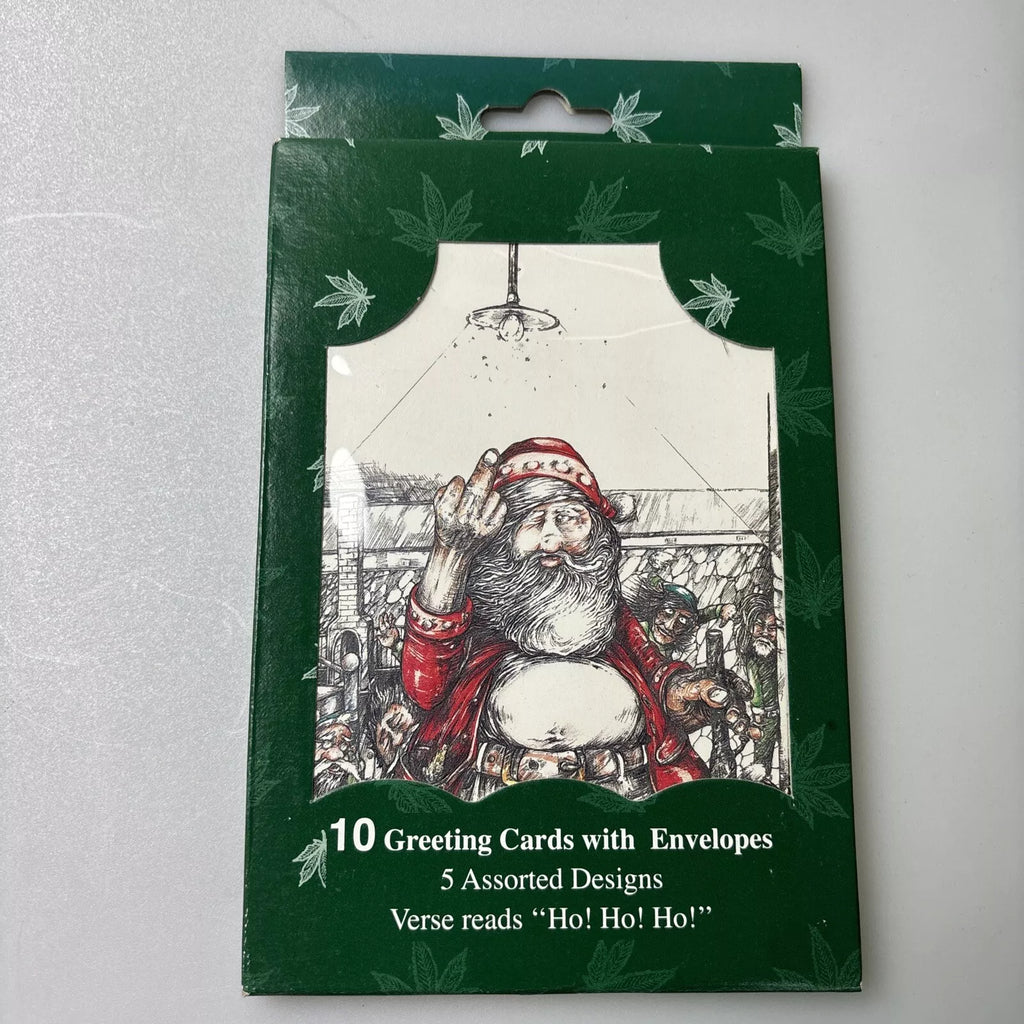 10 Greeting Cards with Envelopes
5 Assorted Designs
Verse reads “Ho! Ho! Ho!”